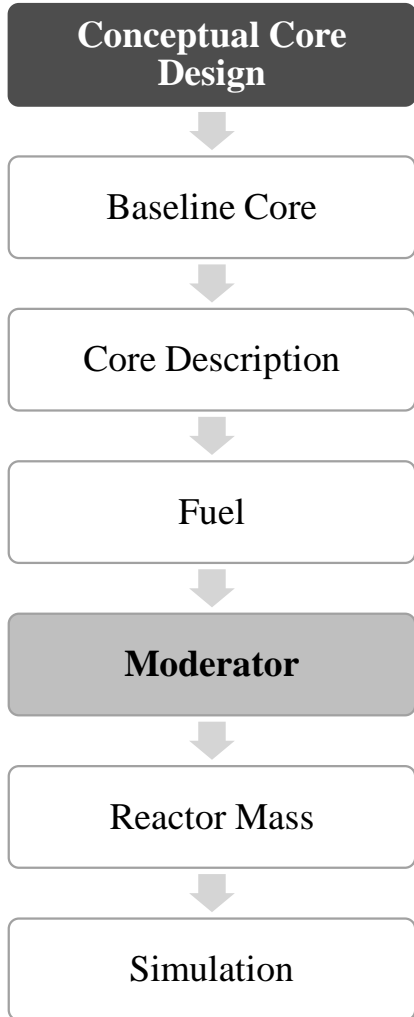 Conceptual Core
Design
Baseline Core
Core Description
Fuel
Moderator
Reactor Mass
Simulation